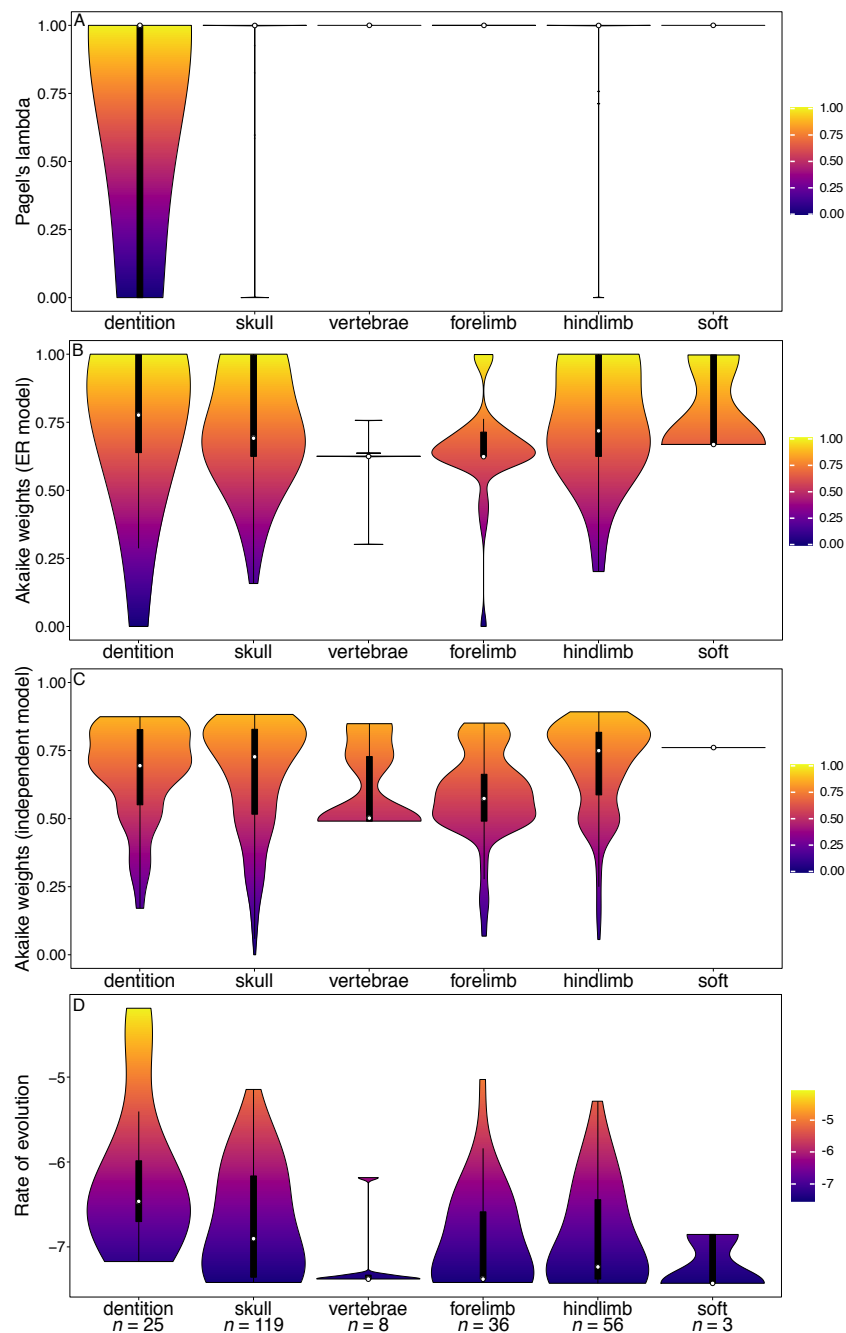 A
Pagel's lambda
1.00
0.75
0.50
0.25
0.00
dentition skull vertebrae forelimb hindlimb soft
1.00
0.75
0.50
0.25
0.00
B
Akaike weights (ER model)
1.00
0.75
0.50
0.25
0.00
dentition skull vertebrae forelimb hindlimb soft
1.00
0.75
0.50
0.25
0.00
C
Akaike weights (independent model)
1.00
0.75
0.50
0.25
0.00
dentition skull vertebrae forelimb hindlimb soft
1.00
0.75
0.50
0.25
0.00
D
Rate of evolution
−5
−6
−7
dentition skull vertebrae forelimb hindlimb soft
n = 25 n = 119 n = 8 n = 36 n = 56 n = 3
-5
-6
-7